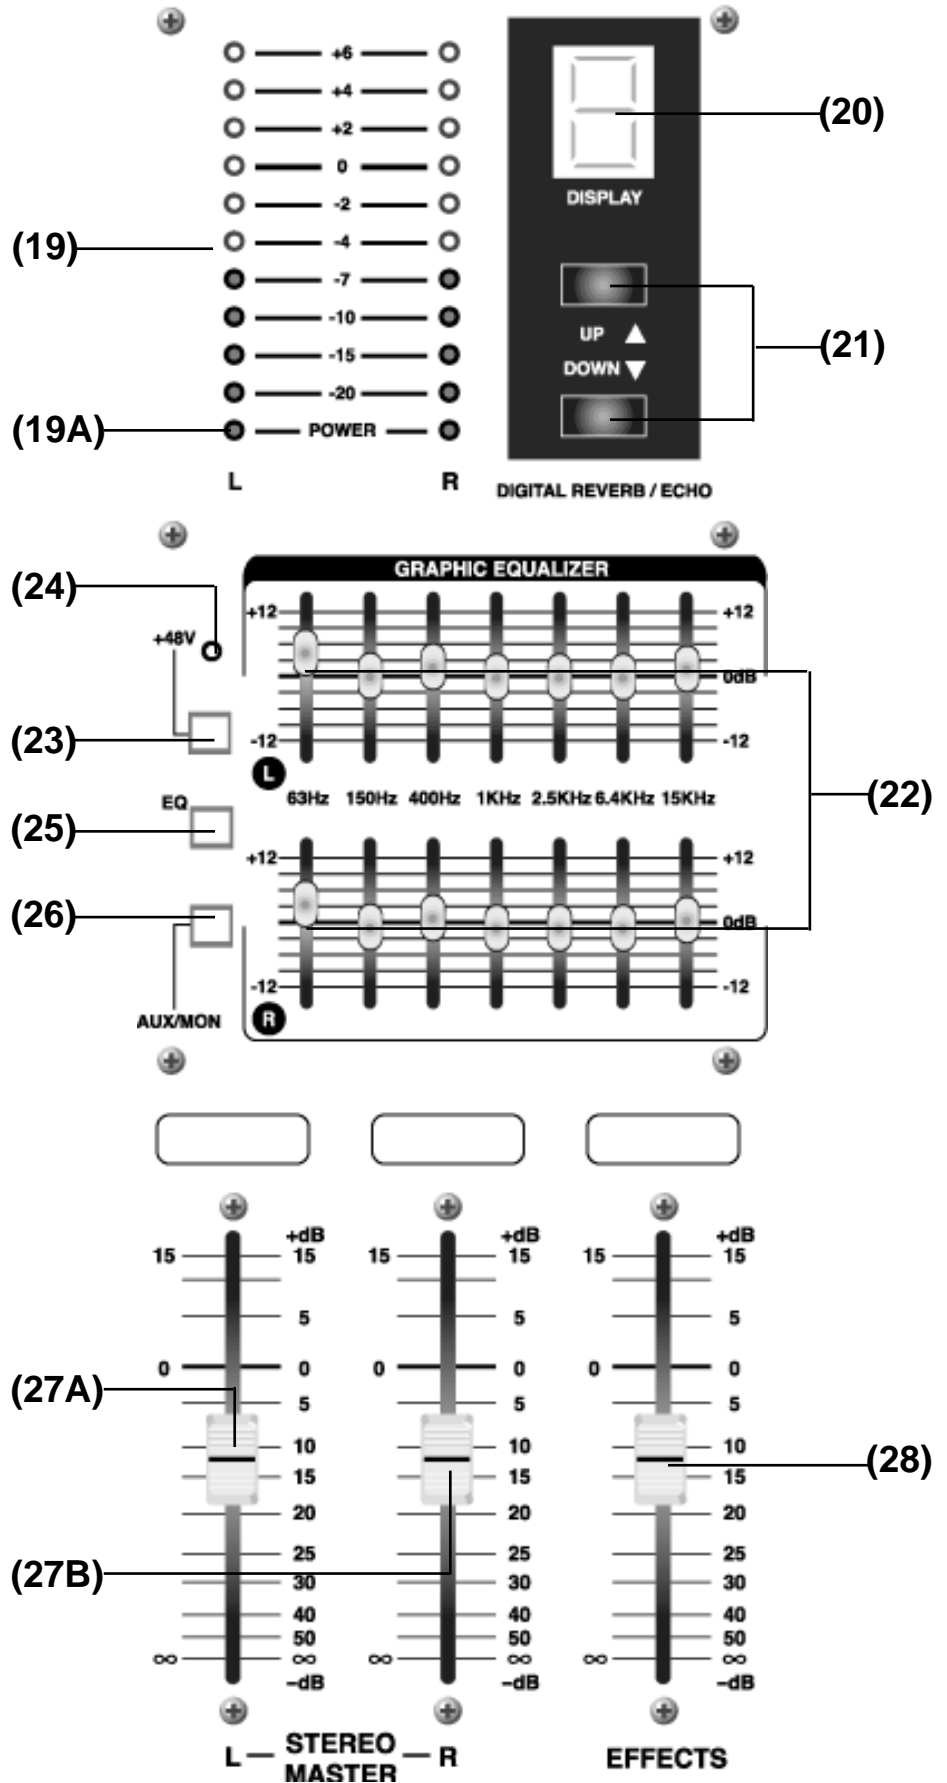 +6
+4
+2
0
-2
-4
-7
-10
-15
-20
POWER
L R
(19)
(19A)
DISPLAY
UP ▲
DOWN ▼
DIGITAL REVERB / ECHO
(20)
(21)
GRAPHIC EQUALIZER
(24)
+48V
(23)
EQ
(25)
(26)
AUX/MON
+12 +12
0dB
-12 -12
L
63Hz 150Hz 400Hz 1KHz 2.5KHz 6.4KHz 15KHz
(22)
+12 +12
0dB
-12 -12
R
+dB +dB +dB
15 15 15 15 15 15
5 5 5
0 0 0 0 0 0
(27A)
5 5 5
10 10 10
(28)
15 15 15
20 20 20
25 25 25
(27B)
30 30 30
40 40 40
50 50 50
∞ ∞ ∞ ∞ ∞ ∞
–dB –dB –dB
L — STEREO MASTER — R
EFFECTS